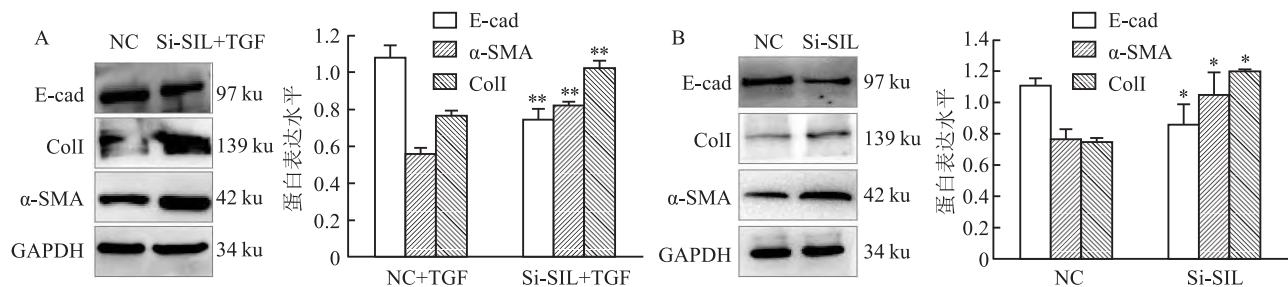 A
NC Si-SIL+TGF
E-cad 97 ku
ColI 139 ku
α-SMA 42 ku
GAPDH 34 ku
蛋白表达水平
1.2
1.0
0.8
0.6
0.4
0.2
0
E-cad
α-SMA
ColI
**
** **
NC+TGF Si-SIL+TGF
B
NC Si-SIL
E-cad 97 ku
ColI 139 ku
α-SMA 42 ku
GAPDH 34 ku
蛋白表达水平
1.4
1.2
1.0
0.8
0.6
0.4
0.2
0
E-cad
α-SMA
ColI
* * *
NC Si-SIL